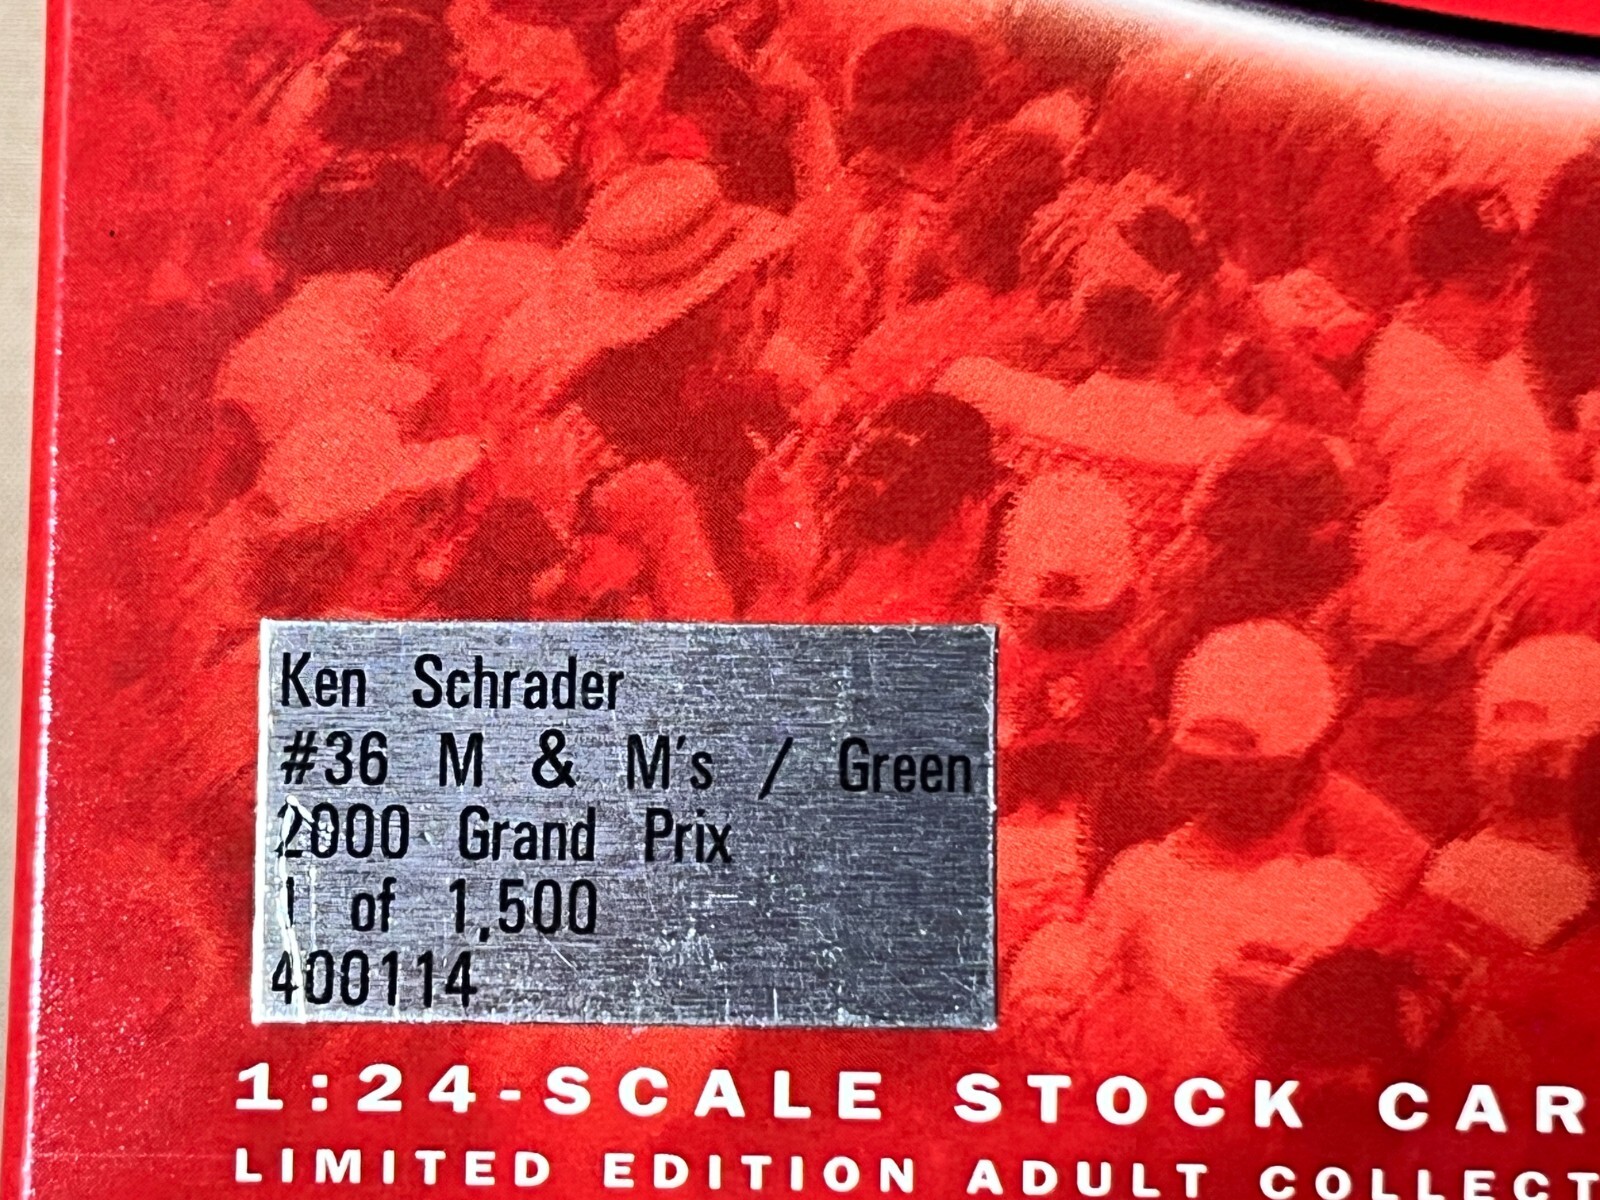 Ken Schrader
#36 M & M's / Green
2000 Grand Prix
1 of 1,500
400114
1:24-SCALE STOCK CAR
LIMITED EDITION ADULT COLLECT